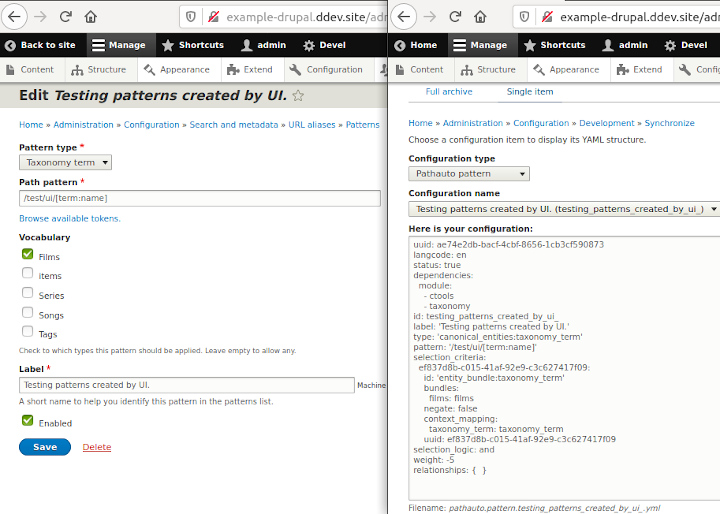 example-drupal.ddev.site/adr
Back to site Manage Shortcuts admin Devel
Content Structure Appearance Extend Configuration
Edit Testing patterns created by UI.
Home » Administration » Configuration » Search and metadata » URL aliases » Patterns
Pattern type *
Taxonomy term
Path pattern *
/test/ui/[term:name]
Browse available tokens.
Vocabulary
Films
items
Series
Songs
Tags
Check to which types this pattern should be applied. Leave empty to allow any.
Label *
Testing patterns created by UI. Machine
A short name to help you identify this pattern in the patterns list.
Enabled
Save Delete
example-drupal.ddev.site/a
Home Manage Shortcuts admin Devel
Content Structure Appearance Extend Config
Full archive Single item
Home » Administration » Configuration » Development » Synchronize
Choose a configuration item to display its YAML structure.
Configuration type
Pathauto pattern
Configuration name
Testing patterns created by UI. (testing_patterns_created_by_ui_)
Here is your configuration:
uuid: ae74e2db-bacf-4cbf-8656-1cb3cf590873
langcode: en
status: true
dependencies:
module:
- ctools
- taxonomy
id: testing_patterns_created_by_ui_
label: 'Testing patterns created by UI.'
type: 'canonical_entities:taxonomy_term'
pattern: '/test/ui/[term:name]'
selection_criteria:
ef837d8b-c015-41af-92e9-c3c627417f09:
id: 'entity_bundle:taxonomy_term'
bundles:
films: films
negate: false
context_mapping:
taxonomy_term: taxonomy_term
uuid: ef837d8b-c015-41af-92e9-c3c627417f09
selection_logic: and
weight: -5
relationships: { }
Filename: pathauto.pattern.testing_patterns_created_by_ui_.yml